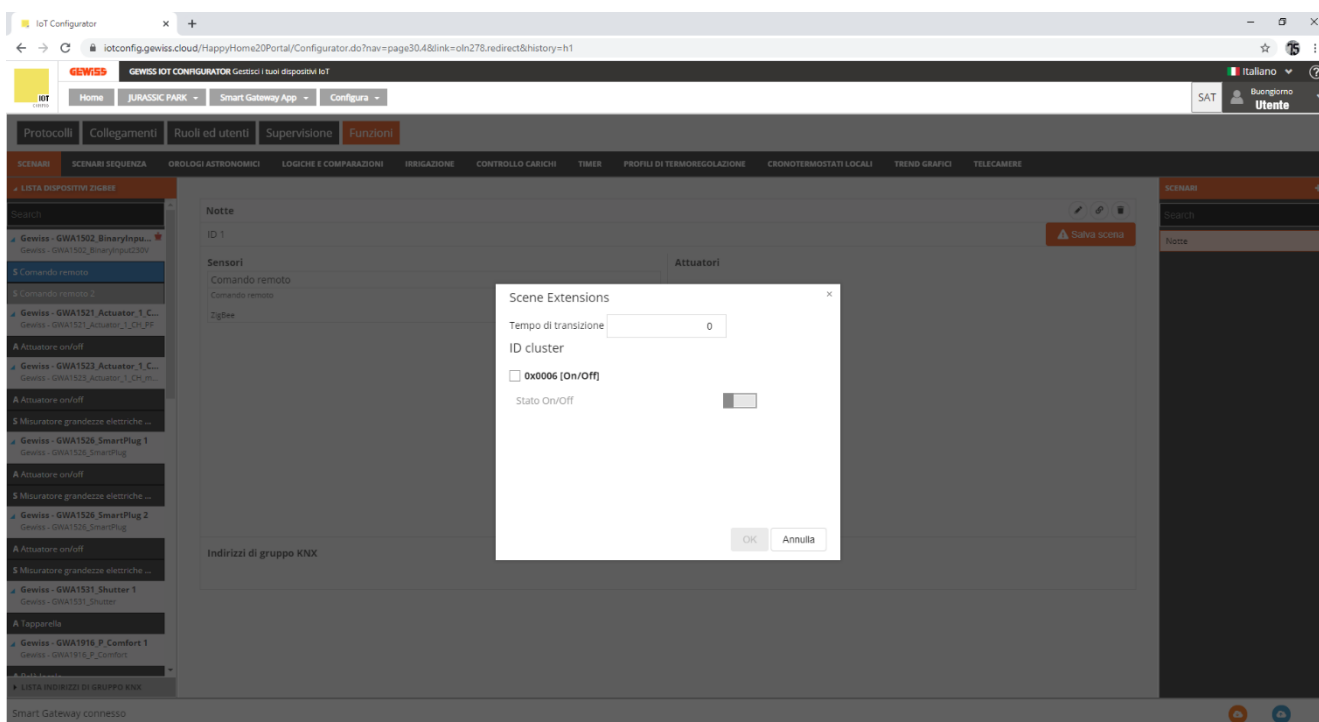 IoT Configurator
iotconfig.gewiss.cloud/HappyHome20Portal/Configurator.do?nav=page30.4&link=oln278.redirect&history=h1
GEWISS GEWISS IOT CONFIGURATOR Gestisci i tuoi dispositivi IoT Italiano
IOT Home JURASSIC PARK Smart Gateway App Configura SAT Buongiorno
Utente
Protocolli Collegamenti Ruoli ed utenti Supervisione Funzioni
SCENARI SCENARI SEQUENZA OROLOGI ASTRONOMICI LOGICHE E COMPARAZIONI IRRIGAZIONE CONTROLLO CARICHI TIMER PROFILI DI TERMOREGOLAZIONE CRONOTERMOSTATI LOCALI TREND GRAFICI TELECAMERE
LISTA DISPOSITIVI ZIGBEE
Search
Gewiss - GWA1502_BinaryInpu...
Gewiss - GWA1502_BinaryInput230V
S Comando remoto
S Comando remoto 2
Gewiss - GWA1521_Actuator_1_C...
Gewiss - GWA1521_Actuator_1_CH_PF
A Attuatore on/off
Gewiss - GWA1523_Actuator_1_C...
Gewiss - GWA1523_Actuator_1_CH_m...
A Attuatore on/off
S Misuratore grandezze elettriche ...
Gewiss - GWA1526_SmartPlug 1
Gewiss - GWA1526_SmartPlug
A Attuatore on/off
S Misuratore grandezze elettriche ...
Gewiss - GWA1526_SmartPlug 2
Gewiss - GWA1526_SmartPlug
A Attuatore on/off
S Misuratore grandezze elettriche ...
Gewiss - GWA1531_Shutter 1
Gewiss - GWA1531_Shutter
A Tapparella
Gewiss - GWA1916_P_Comfort 1
Gewiss - GWA1916_P_Comfort
LISTA INDIRIZZI DI GRUPPO KNX
Notte
ID 1 Salva scena
Sensori Attuatori
Comando remoto
Comando remoto
ZigBee
Indirizzi di gruppo KNX
Scene Extensions
Tempo di transizione 0
ID cluster
0x0006 [On/Off]
Stato On/Off
OK Annulla
SCENARI
Search
Notte
Smart Gateway connesso